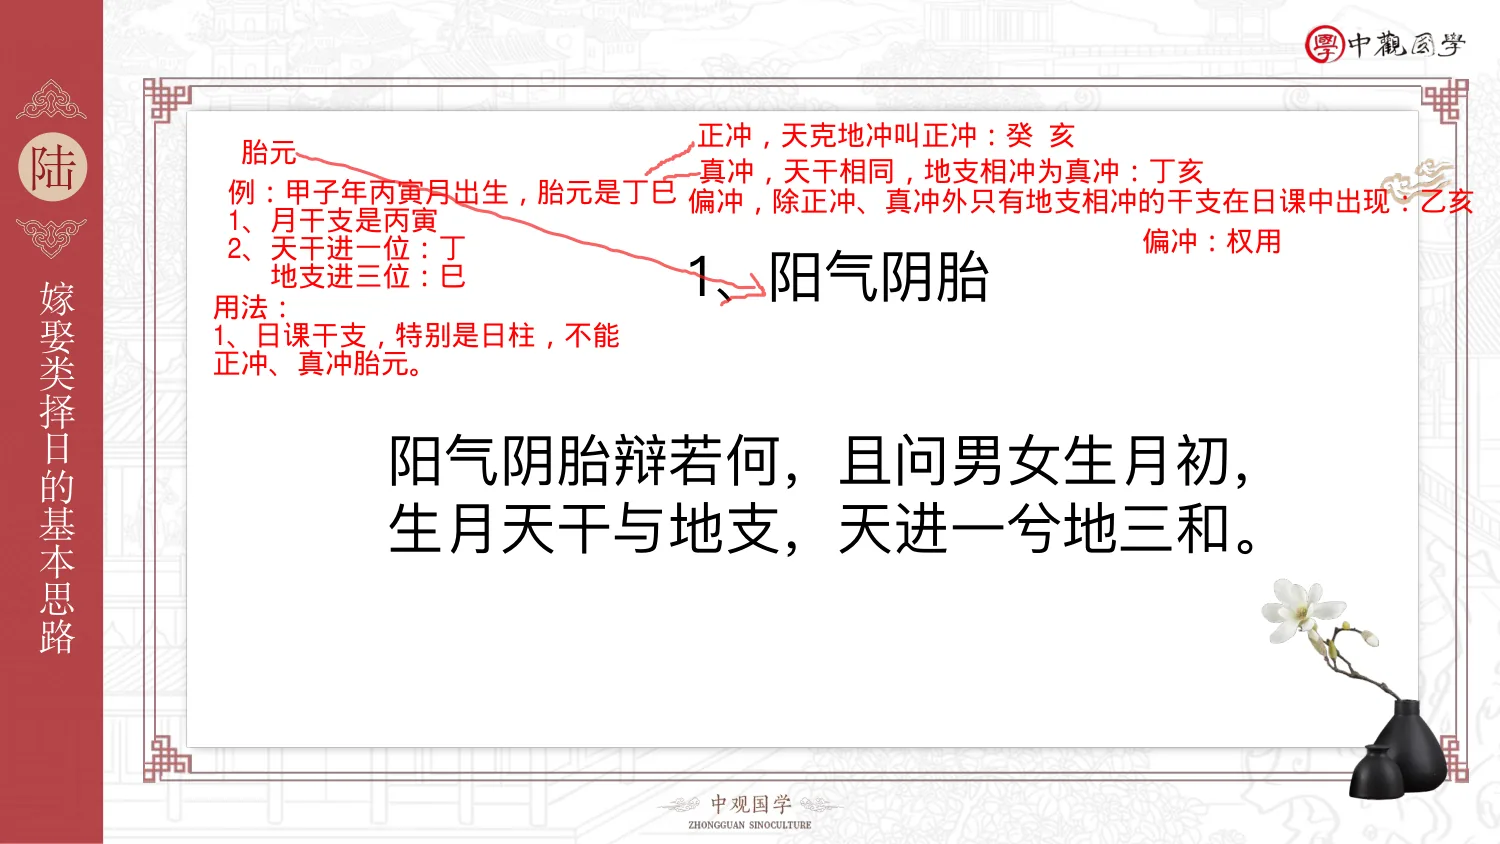 學 中觀国学
陆
嫁娶类择日的基本思路
胎元
例：甲子年丙寅月出生，胎元是丁巳
1、月干支是丙寅
2、天干进一位：丁
地支进三位：巳
用法：
1、日课干支，特别是日柱，不能
正冲、真冲胎元。
正冲，天克地冲叫正冲：癸 亥
真冲，天干相同，地支相冲为真冲：丁亥
偏冲，除正冲、真冲外只有地支相冲的干支在日课中出现：乙亥
偏冲：权用
1、阳气阴胎
阳气阴胎辩若何，且问男女生月初，
生月天干与地支，天进一兮地三和。
中观国学
ZHONGGUAN SINOCULTURE